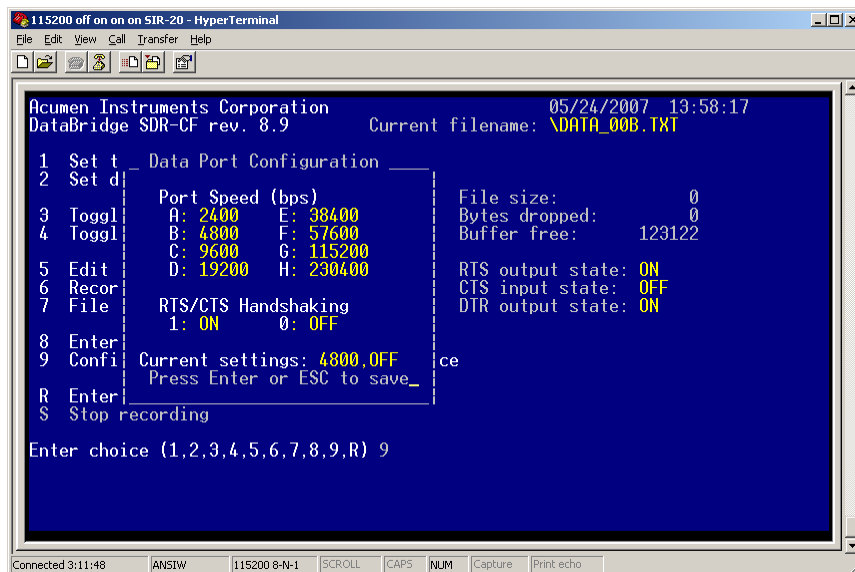 115200 off on on on SIR-20 - HyperTerminal
File Edit View Call Transfer Help
Acumen Instruments Corporation 05/24/2007 13:58:17
DataBridge SDR-CF rev. 8.9 Current filename: \DATA_00B.TXT
1 Set t _ Data Port Configuration ____
2 Set d
Port Speed (bps) File size: 0
3 Toggl A: 2400 E: 38400 Bytes dropped: 0
4 Toggl B: 4800 F: 57600 Buffer free: 123122
C: 9600 G: 115200
5 Edit D: 19200 H: 230400 RTS output state: ON
6 Recor CTS input state: OFF
7 File RTS/CTS Handshaking DTR output state: ON
1: ON 0: OFF
8 Enter
9 Confi Current settings: 4800,OFF ce
Press Enter or ESC to save_
R Enter
S Stop recording
Enter choice (1,2,3,4,5,6,7,8,9,R) 9
Connected 3:11:48 ANSIW 115200 8-N-1 SCROLL CAPS NUM Capture Print echo